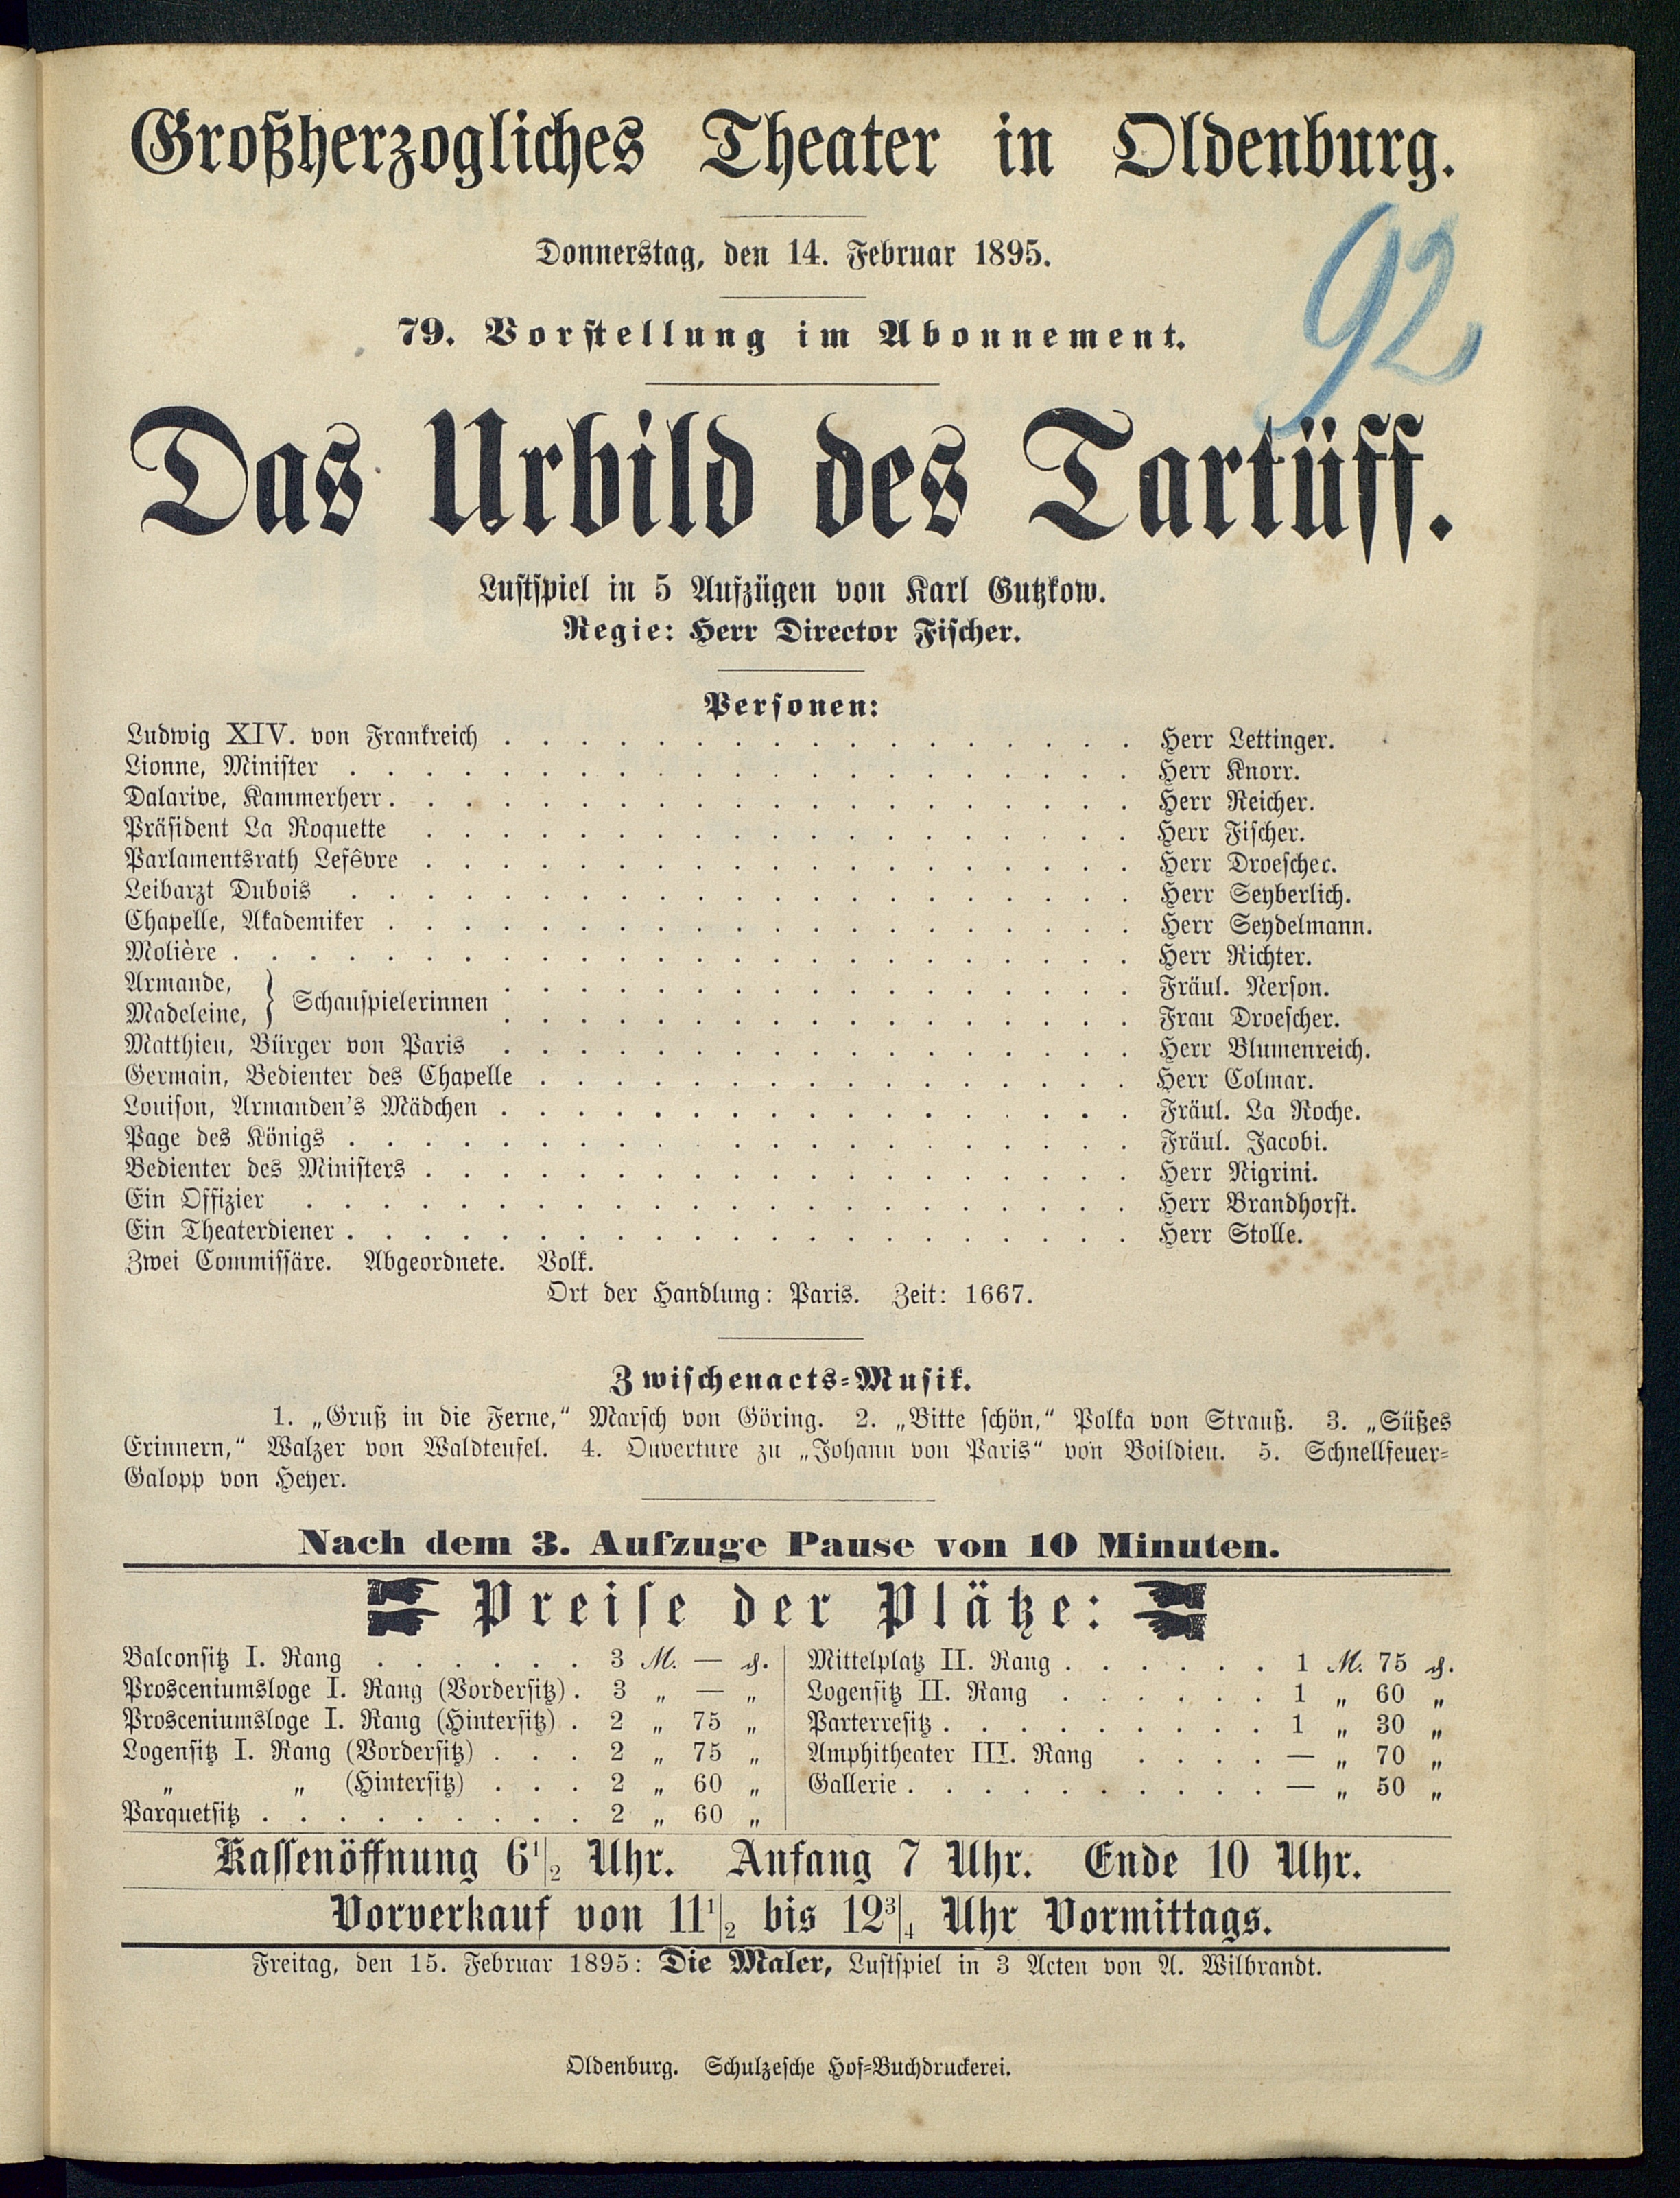 Großherzogliches Theater in Oldenburg.
Donnerstag, den 14. Februar 1895.
92
79. Vorstellung im Abonnement.
Das Urbild des Tartüff.
Lustspiel in 5 Aufzügen von Karl Gutzkow.
Regie: Herr Director Fischer.
Personen:
Ludwig XIV. von Frankreich . . . . . . . . . . . . . . . . . Herr Lettinger.
Lionne, Minister . . . . . . . . . . . . . . . . . . . . . Herr Knorr.
Dalarive, Kammerherr . . . . . . . . . . . . . . . . . . . . Herr Reicher.
Präsident La Roquette . . . . . . . . . . . . . . . . . . . Herr Fischer.
Parlamentsrath Lefêvre . . . . . . . . . . . . . . . . . . . Herr Droescher.
Leibarzt Dubois . . . . . . . . . . . . . . . . . . . . . Herr Seyberlich.
Chapelle, Akademiker . . . . . . . . . . . . . . . . . . . . Herr Seydelmann.
Molière . . . . . . . . . . . . . . . . . . . . . . . . Herr Richter.
Armande, } Schauspielerinnen . . . . . . . . . . . . . . . . . Fräul. Nerson.
Madeleine, . . . . . . . . . . . . . . . . . Frau Droescher.
Matthieu, Bürger von Paris . . . . . . . . . . . . . . . . . Herr Blumenreich.
Germain, Bedienter des Chapelle . . . . . . . . . . . . . . . . Herr Colmar.
Louison, Armanden's Mädchen . . . . . . . . . . . . . . . . . Fräul. La Roche.
Page des Königs . . . . . . . . . . . . . . . . . . . . . Fräul. Jacobi.
Bedienter des Ministers . . . . . . . . . . . . . . . . . . . Herr Nigrini.
Ein Offizier . . . . . . . . . . . . . . . . . . . . . . Herr Brandhorst.
Ein Theaterdiener . . . . . . . . . . . . . . . . . . . . . Herr Stolle.
Zwei Commissäre. Abgeordnete. Volk.
Ort der Handlung: Paris. Zeit: 1667.
Zwischenacts-Musik.
1. „Gruß in die Ferne,“ Marsch von Göring. 2. „Bitte schön,“ Polka von Strauß. 3. „Süßes
Erinnern,“ Walzer von Waldteufel. 4. Ouverture zu „Johann von Paris“ von Boildieu. 5. Schnellfeuer-
Galopp von Heyer.
Nach dem 3. Aufzuge Pause von 10 Minuten.
Preise der Plätze:
Balconsitz I. Rang . . . . . . 3 M. — ₰.
Prosceniumsloge I. Rang (Vordersitz) . 3 „ — „
Prosceniumsloge I. Rang (Hintersitz) . 2 „ 75 „
Logensitz I. Rang (Vordersitz) . . . 2 „ 75 „
„ „ (Hintersitz) . . . 2 „ 60 „
Parquetsitz . . . . . . . . . 2 „ 60 „
Mittelplatz II. Rang . . . . . . 1 M. 75 ₰.
Logensitz II. Rang . . . . . . 1 „ 60 „
Parterresitz . . . . . . . . . 1 „ 30 „
Amphitheater III. Rang . . . . — „ 70 „
Gallerie . . . . . . . . . . — „ 50 „
Kassenöffnung 6 1/2 Uhr. Anfang 7 Uhr. Ende 10 Uhr.
Vorverkauf von 11 1/2 bis 12 3/4 Uhr Vormittags.
Freitag, den 15. Februar 1895: Die Maler, Lustspiel in 3 Acten von A. Wilbrandt.
Oldenburg. Schulzesche Hof-Buchdruckerei.